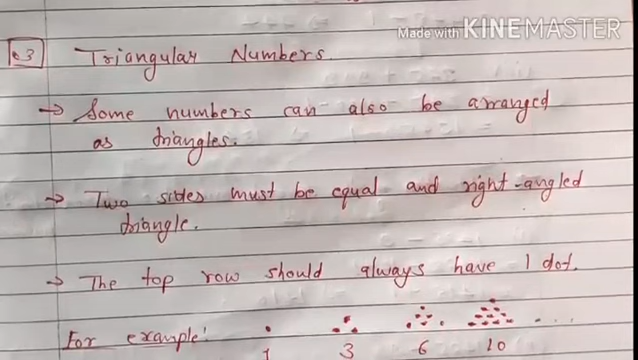 Made with KINEMASTER
Q.3 Triangular Numbers.
→ Some numbers can also be arranged
as triangles.
→ Two sides must be equal and right-angled
triangle.
→ The top row should always have 1 dot.
For example:
1 3 6 10 ....